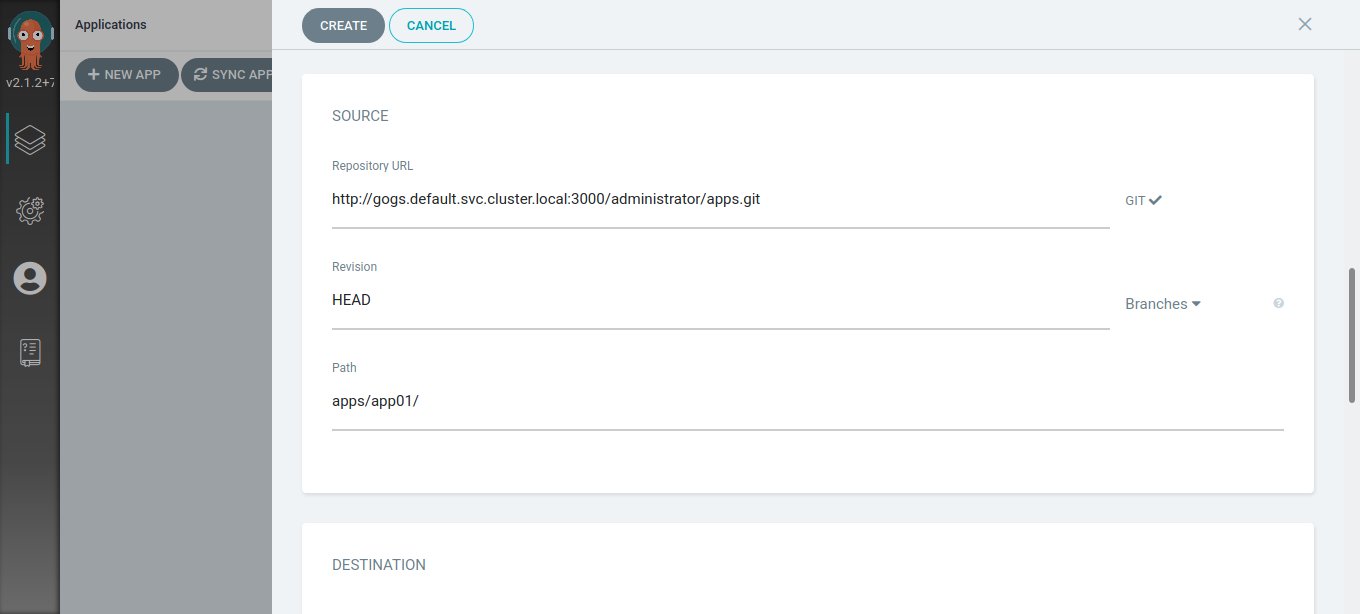 Applications
CREATE
CANCEL
v2.1.2+7
NEW APP
SYNC APP
SOURCE
Repository URL
http://gogs.default.svc.cluster.local:3000/administrator/apps.git
GIT
Revision
HEAD
Branches
Path
apps/app01/
DESTINATION